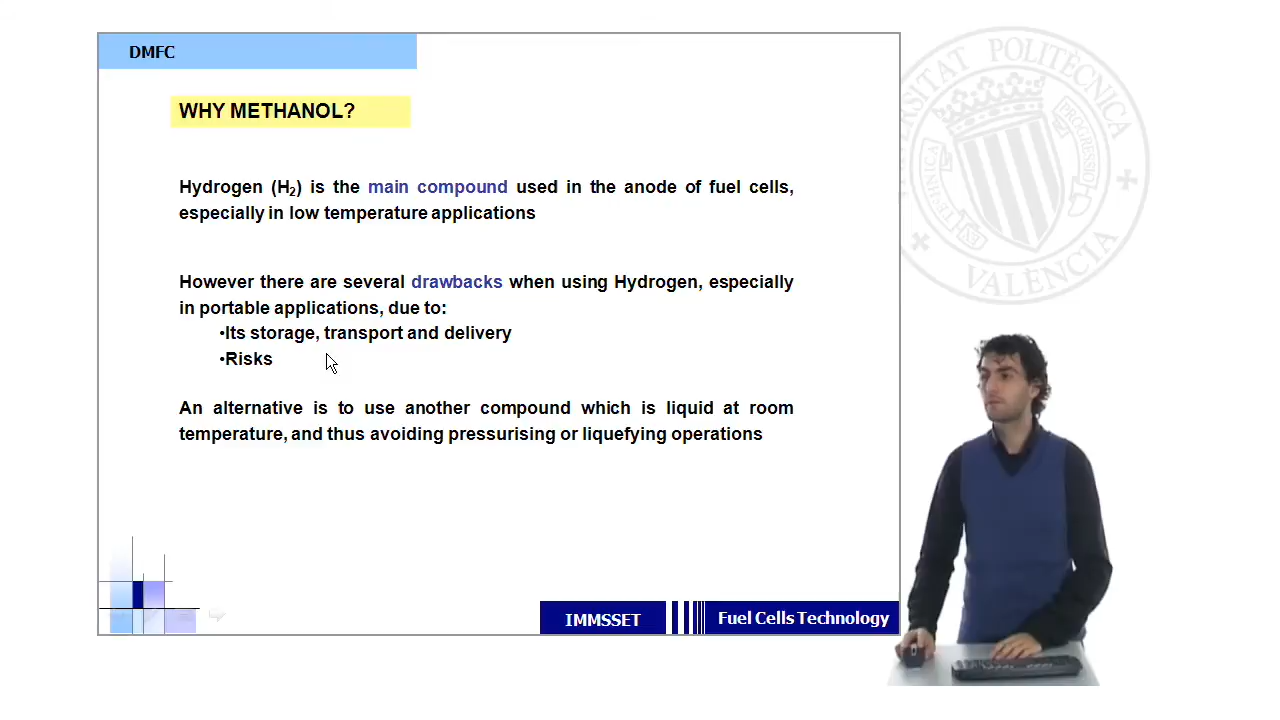 DMFC
WHY METHANOL?
Hydrogen (H₂) is the main compound used in the anode of fuel cells,
especially in low temperature applications
However there are several drawbacks when using Hydrogen, especially
in portable applications, due to:
•Its storage, transport and delivery
•Risks
An alternative is to use another compound which is liquid at room
temperature, and thus avoiding pressurising or liquefying operations
IMMSSET
Fuel Cells Technology
UNIVERSITAT POLITÈCNICA
VALÈNCIA